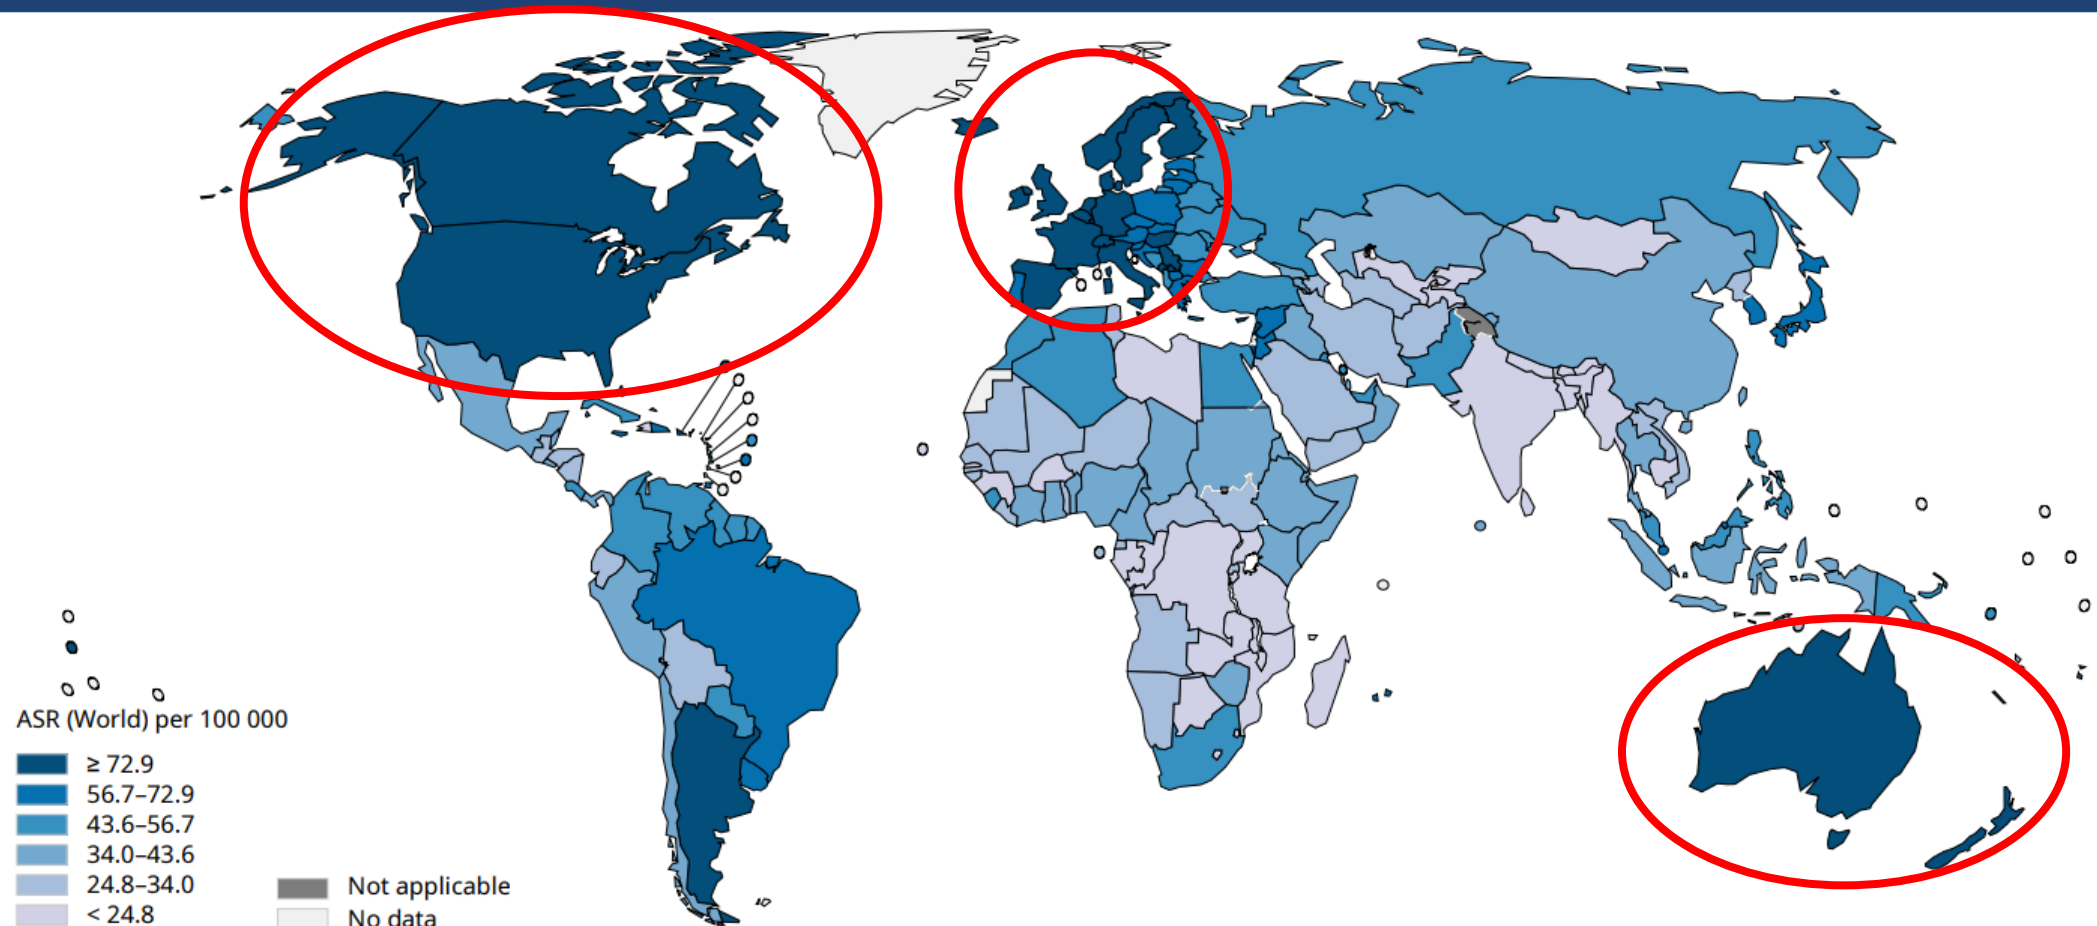 ASR (World) per 100 000
≥ 72.9
56.7–72.9
43.6–56.7
34.0–43.6
24.8–34.0
< 24.8
Not applicable
No data